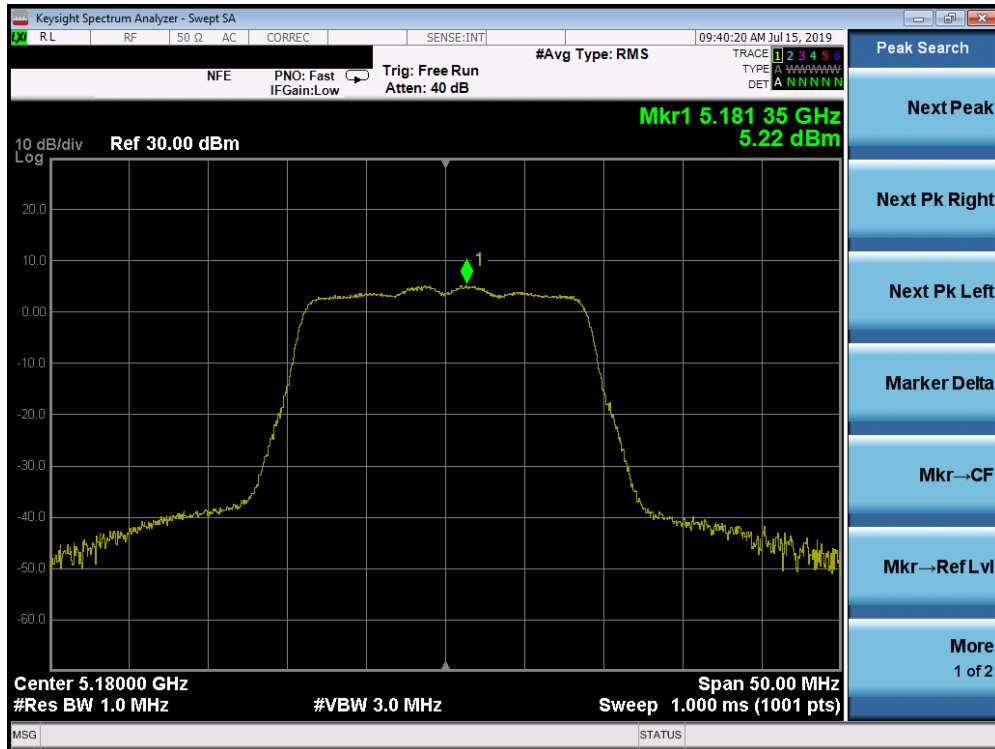 Keysight Spectrum Analyzer - Swept SA
LXI RL RF 50 Ω AC CORREC SENSE:INT 09:40:20 AM Jul 15, 2019
#Avg Type: RMS
TRACE 1 2 3 4 5 6
TYPE A WWWWW
DET A N N N N N
NFE PNO: Fast Trig: Free Run
IFGain:Low Atten: 40 dB
Mkr1 5.181 35 GHz
5.22 dBm
10 dB/div Ref 30.00 dBm
Log
20.0
10.0
1
0.00
-10.0
-20.0
-30.0
-40.0
-50.0
-60.0
Center 5.18000 GHz Span 50.00 MHz
#Res BW 1.0 MHz #VBW 3.0 MHz Sweep 1.000 ms (1001 pts)
MSG STATUS
Peak Search
Next Peak
Next Pk Right
Next Pk Left
Marker Delta
Mkr→CF
Mkr→Ref Lvl
More
1 of 2